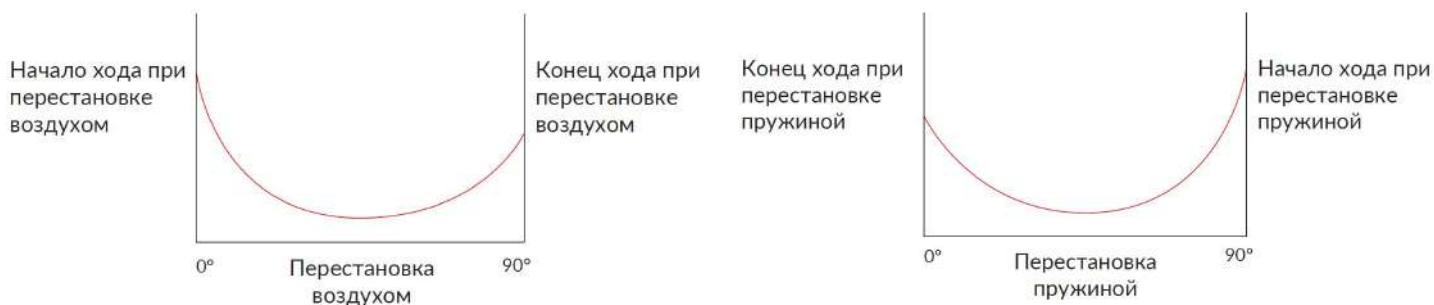 Начало хода при
перестановке
воздухом
Конец хода при
перестановке
воздухом
0°
Перестановка
воздухом
90°
Конец хода при
перестановке
пружиной
Начало хода при
перестановке
пружиной
0°
Перестановка
пружиной
90°